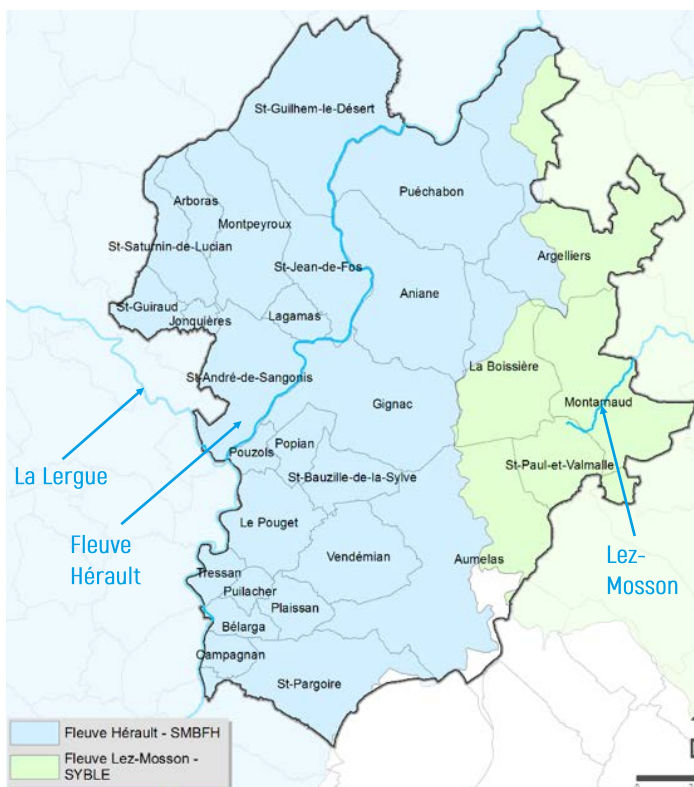 St-Guilhem-le-Désert
Puéchabon
Arboras
Montpeyroux
St-Saturnin-de-Lucian
Argelliers
St-Jean-de-Fos
Aniane
St-Guiraud
Jonquières
Lagamas
La Boissière
St-André-de-Sangonis
Gignac
Montarnaud
Popian
Pouzols
La Lergue
St-Paul-et-Valmalle
St-Bauzille-de-la-Sylve
Le Pouget
Fleuve
Hérault
Vendémian
Aumelas
Lez-
Mosson
Tressan
Puilacher
Plaissan
Bélarga
Campagnan
St-Pargoire
Fleuve Hérault - SMBFH
Fleuve Lez-Mosson -
SYBLE
0